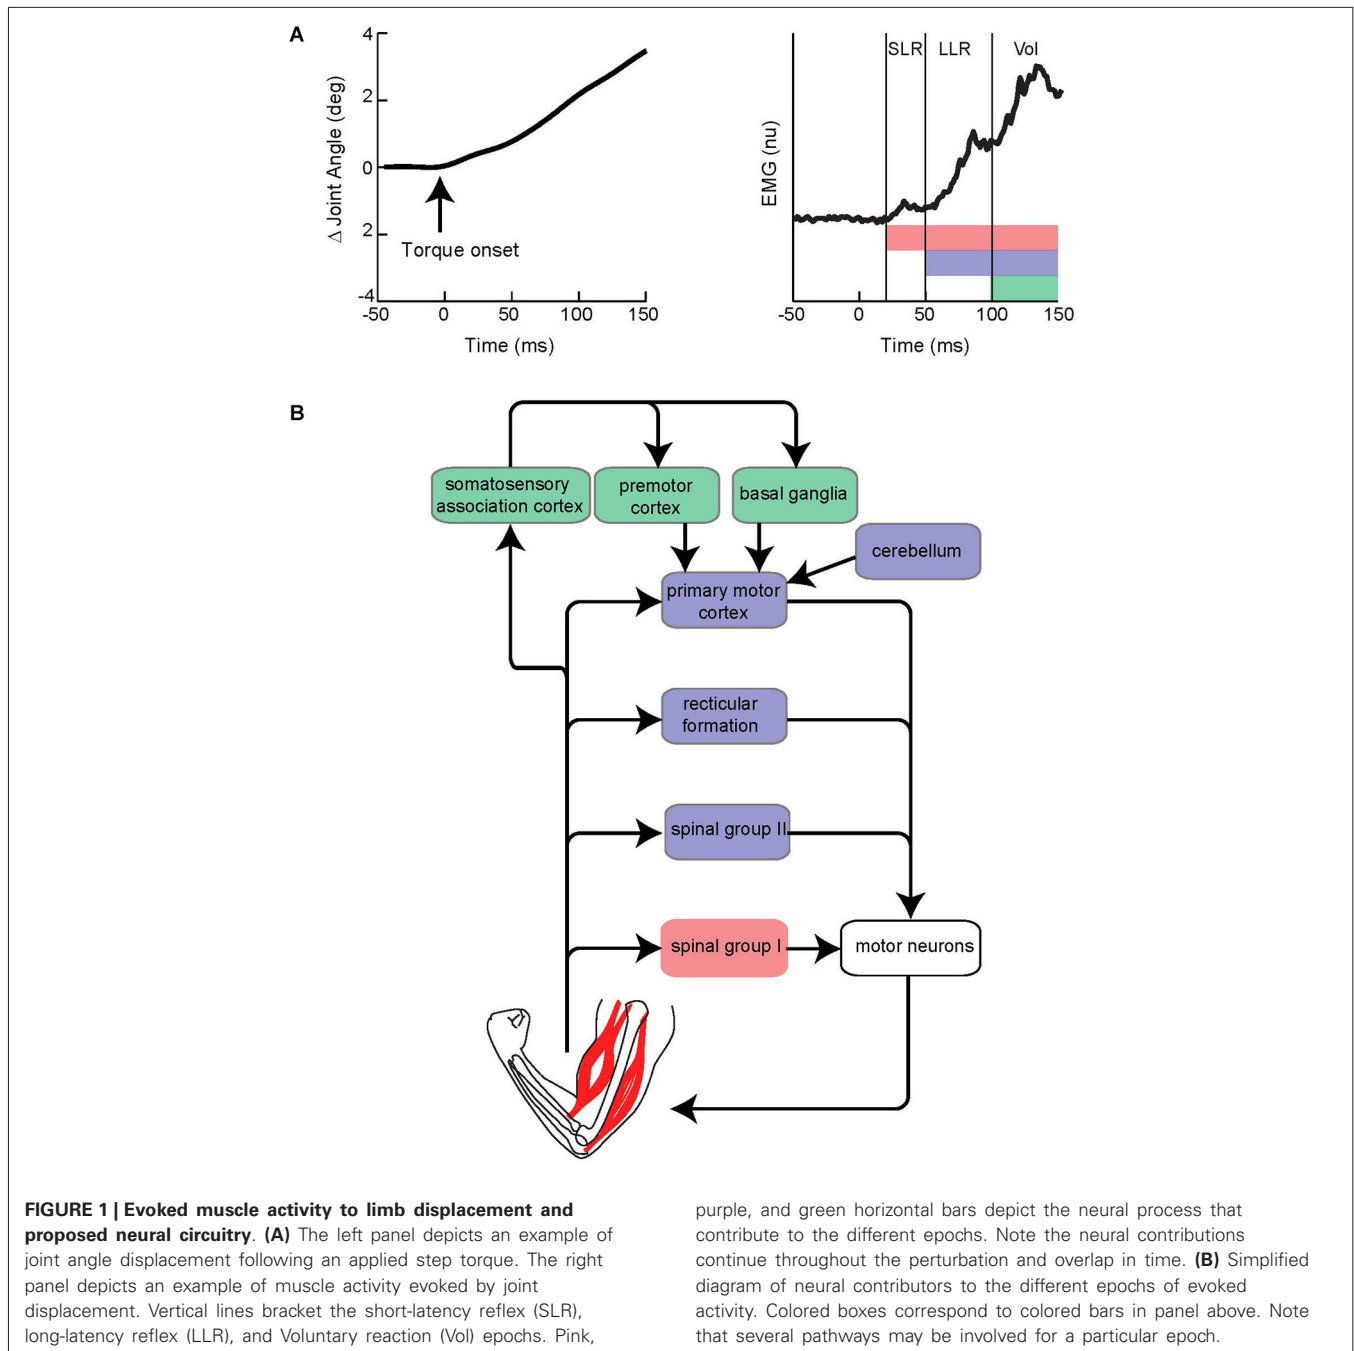 A
4
2
0
2
-4
Δ Joint Angle (deg)
Torque onset
-50 0 50 100 150
Time (ms)
SLR LLR Vol
EMG (nu)
-50 0 50 100 150
Time (ms)
B
somatosensory
association cortex
premotor
cortex
basal ganglia
cerebellum
primary motor
cortex
recticular
formation
spinal group II
spinal group I
motor neurons
FIGURE 1 | Evoked muscle activity to limb displacement and
proposed neural circuitry. (A) The left panel depicts an example of
joint angle displacement following an applied step torque. The right
panel depicts an example of muscle activity evoked by joint
displacement. Vertical lines bracket the short-latency reflex (SLR),
long-latency reflex (LLR), and Voluntary reaction (Vol) epochs. Pink,
purple, and green horizontal bars depict the neural process that
contribute to the different epochs. Note the neural contributions
continue throughout the perturbation and overlap in time. (B) Simplified
diagram of neural contributors to the different epochs of evoked
activity. Colored boxes correspond to colored bars in panel above. Note
that several pathways may be involved for a particular epoch.